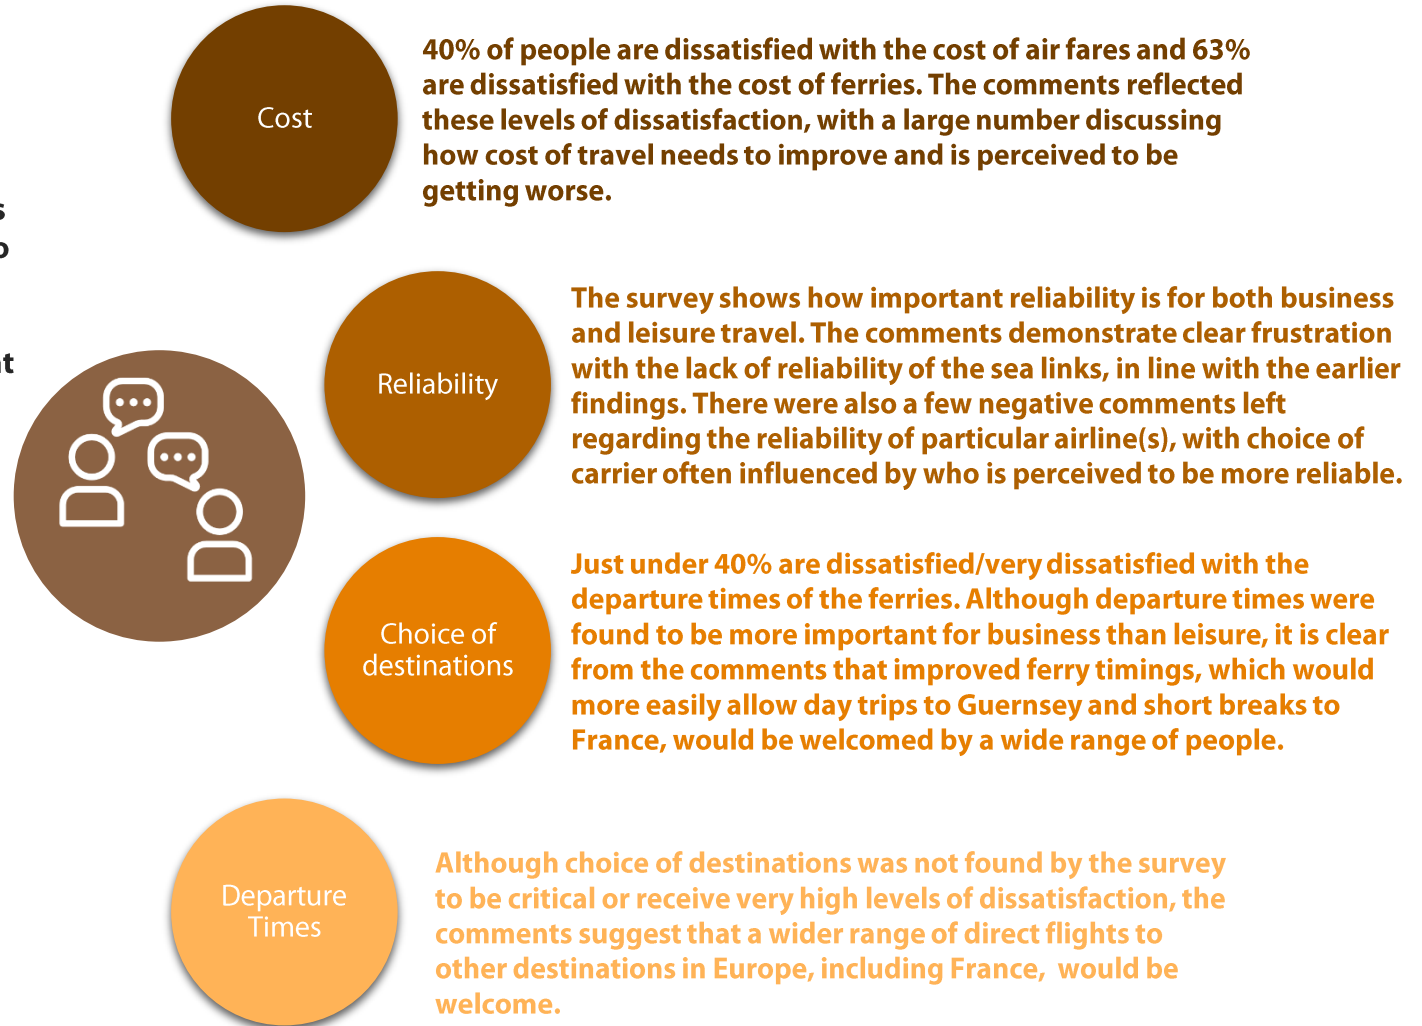 Cost
40% of people are dissatisfied with the cost of air fares and 63%
are dissatisfied with the cost of ferries. The comments reflected
these levels of dissatisfaction, with a large number discussing
how cost of travel needs to improve and is perceived to be
getting worse.
Reliability
The survey shows how important reliability is for both business
and leisure travel. The comments demonstrate clear frustration
with the lack of reliability of the sea links, in line with the earlier
findings. There were also a few negative comments left
regarding the reliability of particular airline(s), with choice of
carrier often influenced by who is perceived to be more reliable.
Choice of
destinations
Just under 40% are dissatisfied/very dissatisfied with the
departure times of the ferries. Although departure times were
found to be more important for business than leisure, it is clear
from the comments that improved ferry timings, which would
more easily allow day trips to Guernsey and short breaks to
France, would be welcomed by a wide range of people.
Departure
Times
Although choice of destinations was not found by the survey
to be critical or receive very high levels of dissatisfaction, the
comments suggest that a wider range of direct flights to
other destinations in Europe, including France,  would be
welcome.